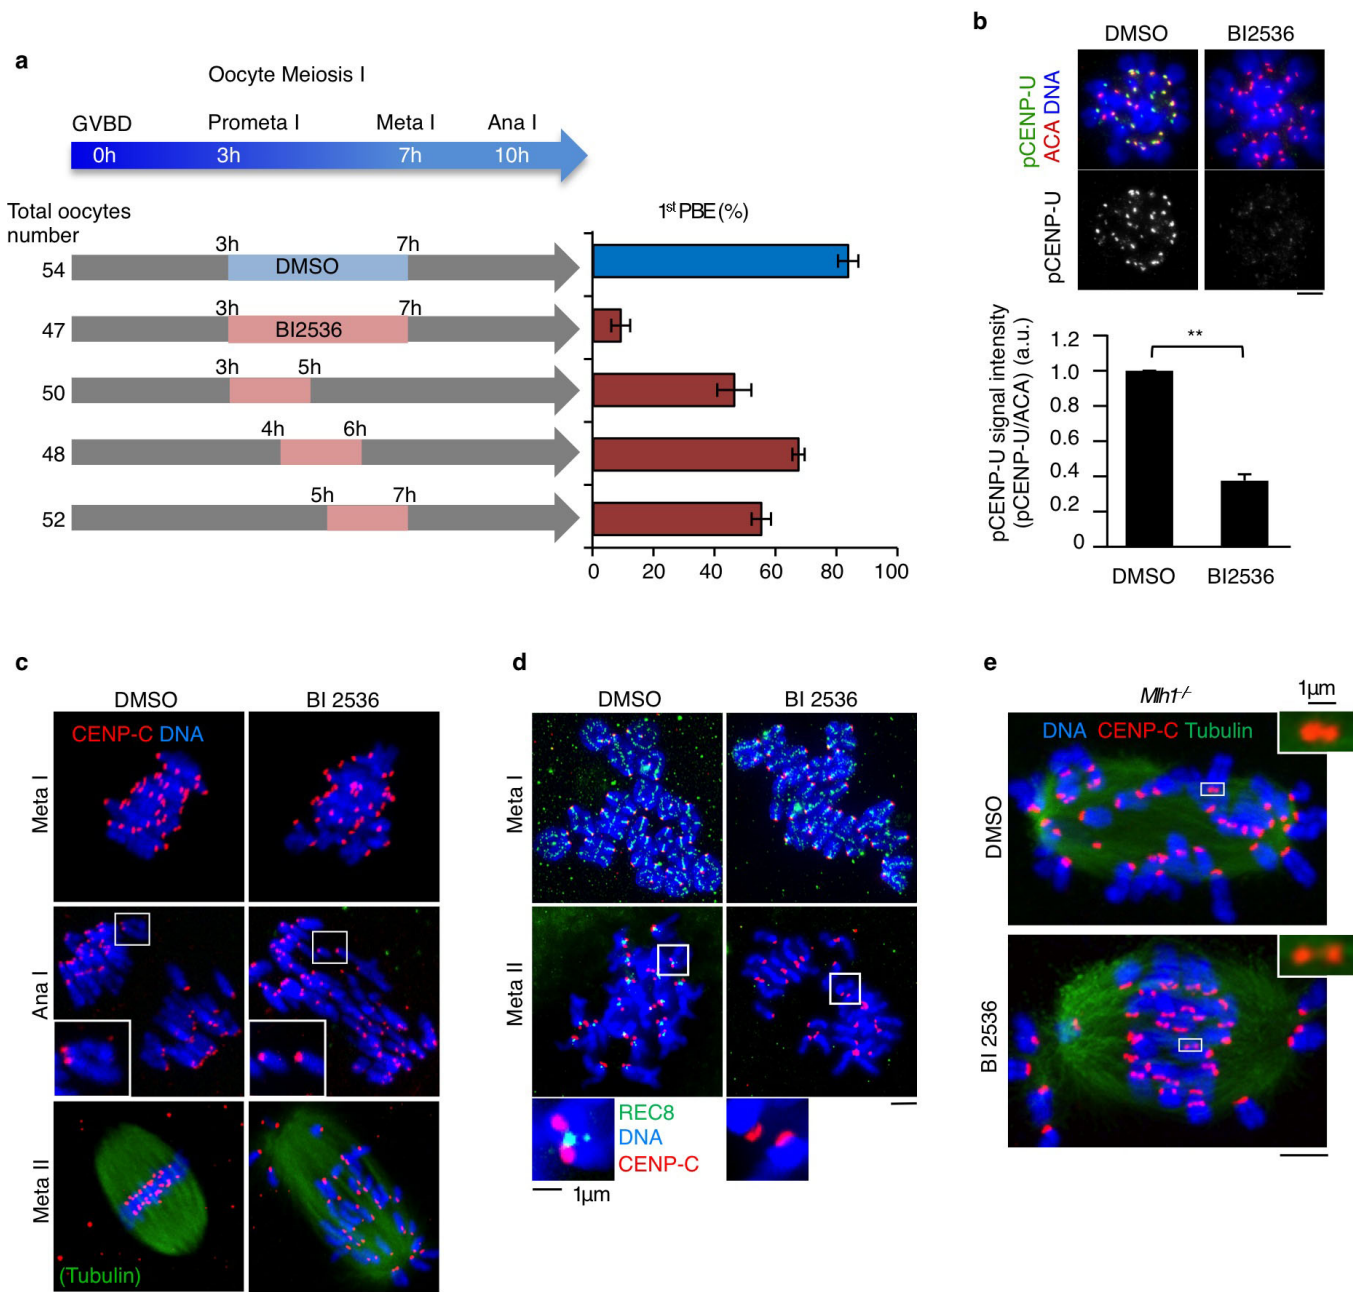 a
Oocyte Meiosis I
GVBD Prometa I Meta I Ana I
0h 3h 7h 10h
Total oocytes
number
1st PBE (%)
3h 7h
54 DMSO
3h 7h
47 BI2536
3h 5h
50
4h 6h
48
5h 7h
52
0 20 40 60 80 100
b
DMSO BI2536
pCENP-U
ACA DNA
pCENP-U
pCENP-U signal intensity
(pCENP-U/ACA) (a.u.)
1.2
**
1.0
0.8
0.6
0.4
0.2
0
DMSO BI2536
c
DMSO BI 2536
CENP-C DNA
Meta I
Ana I
Meta II
(Tubulin)
d
DMSO BI 2536
Meta I
Meta II
REC8
DNA
CENP-C
1µm
e
Mlh1-/-
1µm
DNA CENP-C Tubulin
DMSO
BI 2536